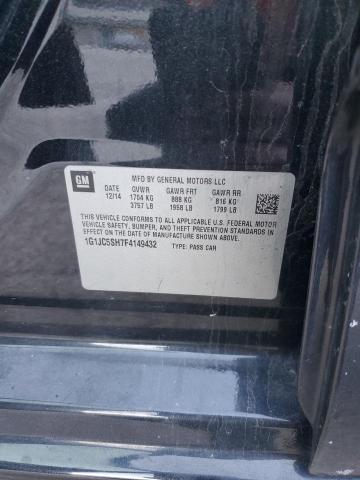 GM
MFD BY GENERAL MOTORS LLC
12/14 GVWR GAWR FRT GAWR RR
1704 KG 888 KG 816 KG
3757 LB 1958 LB 1799 LB
THIS VEHICLE CONFORMS TO ALL APPLICABLE U.S. FEDERAL MOTOR
VEHICLE SAFETY, BUMPER, AND THEFT PREVENTION STANDARDS
IN EFFECT ON THE DATE OF MANUFACTURE SHOWN ABOVE.
1G1JC5SH7F4149432 TYPE: PASS CAR